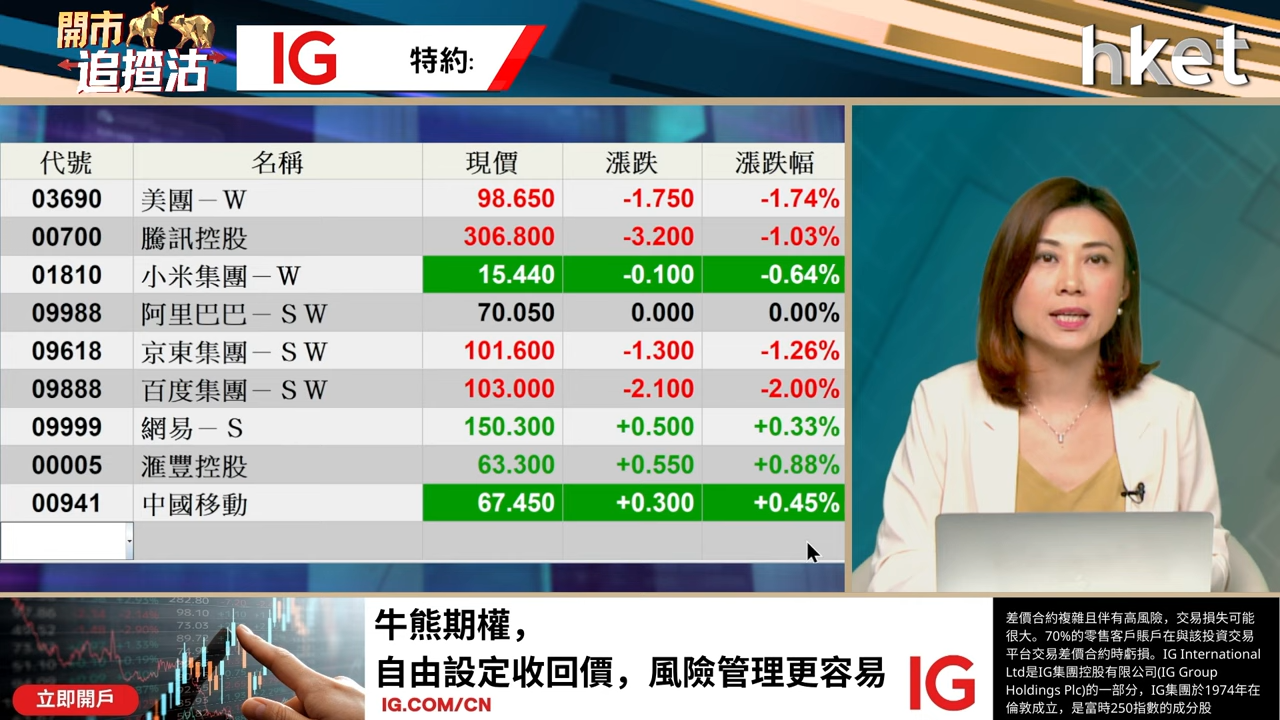 開市
追揸沽
IG 特約:
hket
代號 名稱 現價 漲跌 漲跌幅
03690 美團－W 98.650 -1.750 -1.74%
00700 騰訊控股 306.800 -3.200 -1.03%
01810 小米集團－W 15.440 -0.100 -0.64%
09988 阿里巴巴－ＳＷ 70.050 0.000 0.00%
09618 京東集團－ＳＷ 101.600 -1.300 -1.26%
09888 百度集團－ＳＷ 103.000 -2.100 -2.00%
09999 網易－Ｓ 150.300 +0.500 +0.33%
00005 滙豐控股 63.300 +0.550 +0.88%
00941 中國移動 67.450 +0.300 +0.45%
立即開戶
牛熊期權，
自由設定收回價，風險管理更容易
IG.COM/CN
IG
差價合約複雜且伴有高風險，交易損失可能
很大。70%的零售客戶賬戶在與該投資交易
平台交易差價合約時虧損。IG International
Ltd是IG集團控股有限公司(IG Group
Holdings Plc)的一部分，IG集團於1974年在
倫敦成立，是富時250指數的成分股